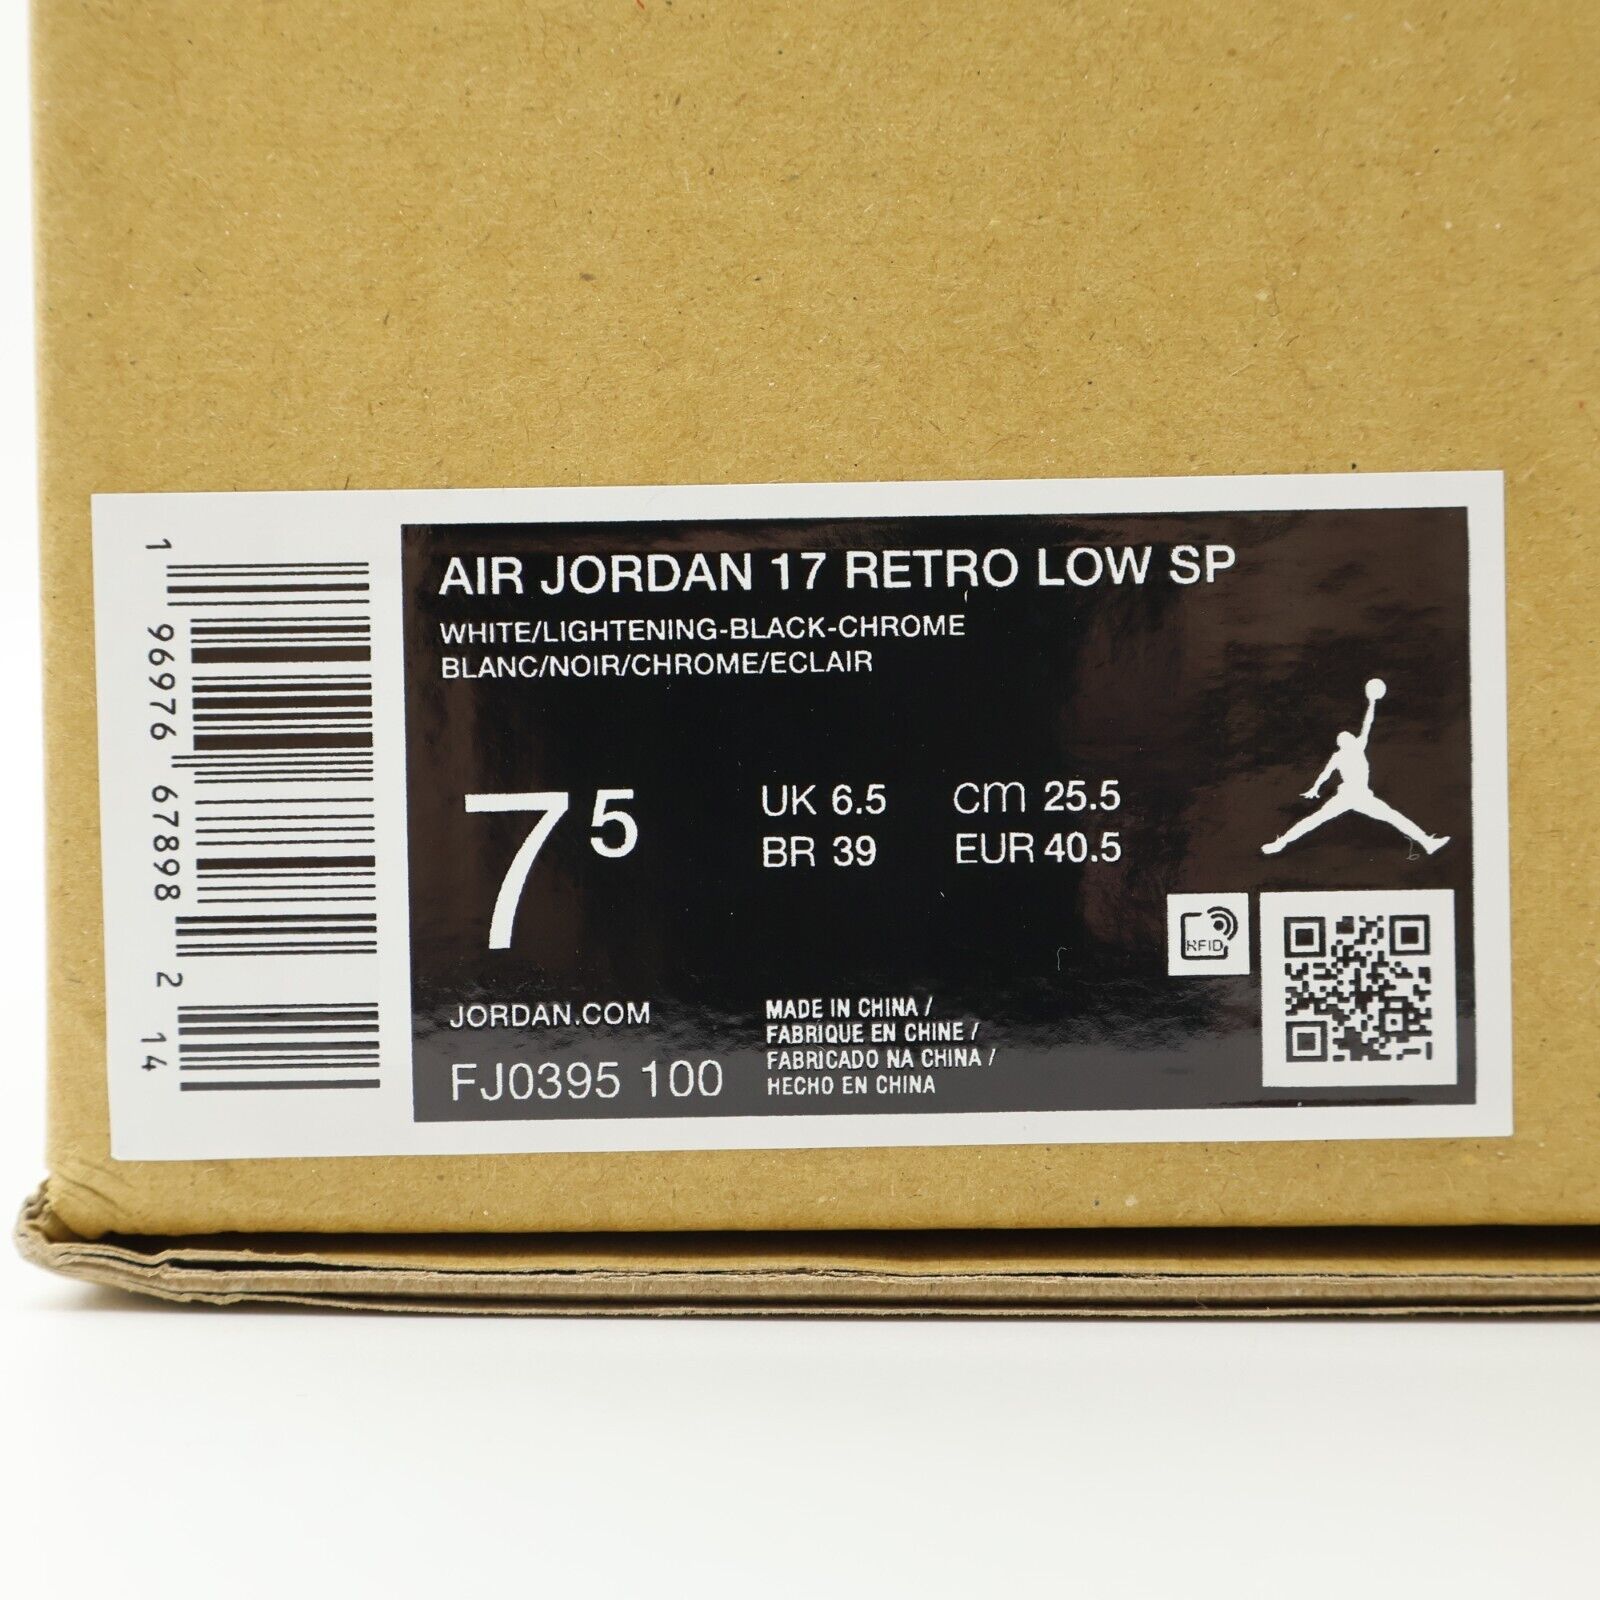 AIR JORDAN 17 RETRO LOW SP
WHITE/LIGHTENING-BLACK-CHROME
BLANC/NOIR/CHROME/ECLAIR
7 5
UK 6.5 cm 25.5
BR 39 EUR 40.5
RFID
JORDAN.COM
FJ0395 100
MADE IN CHINA /
FABRIQUE EN CHINE /
FABRICADO NA CHINA /
HECHO EN CHINA
1 96976 67898 2 14